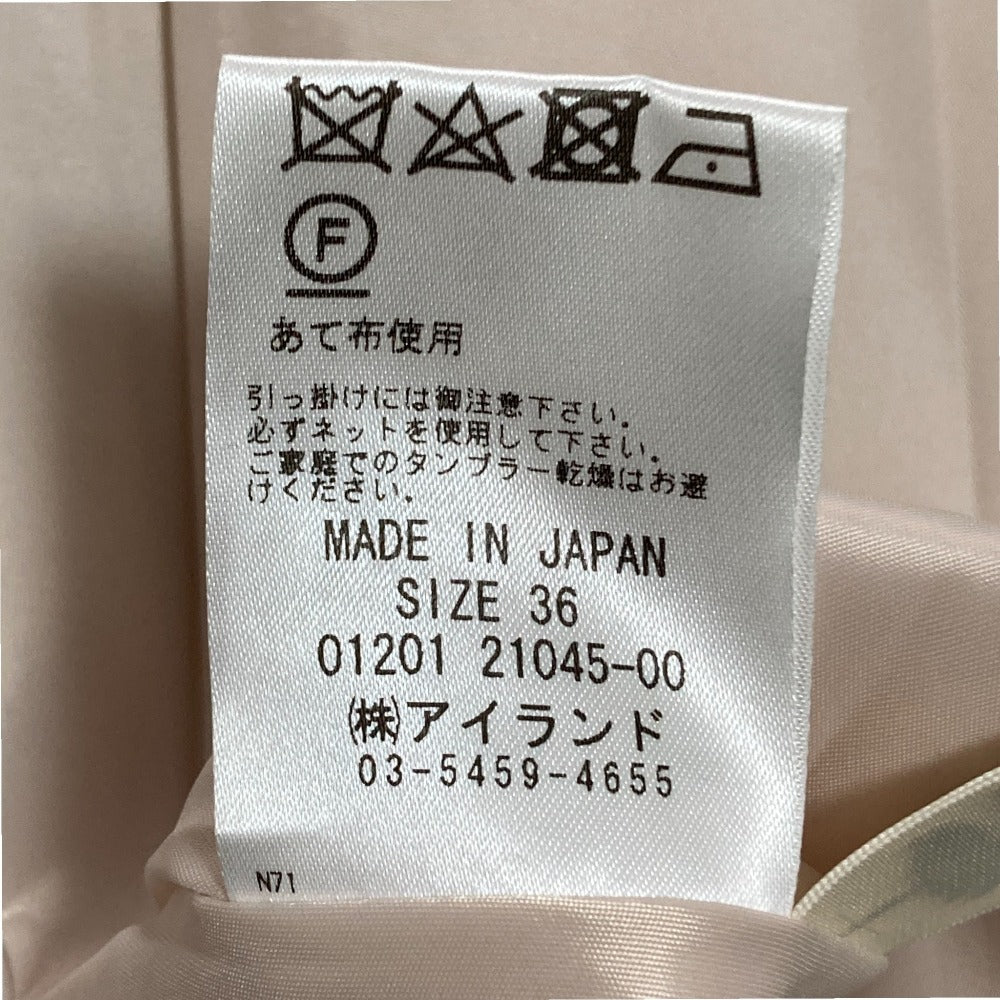 F
あて布使用
引っ掛けには御注意下さい。
必ずネットを使用して下さい。
ご家庭でのタンブラー乾燥はお避
けください。
MADE IN JAPAN
SIZE 36
01201 21045-00
㈱アイランド
03-5459-4655
N71